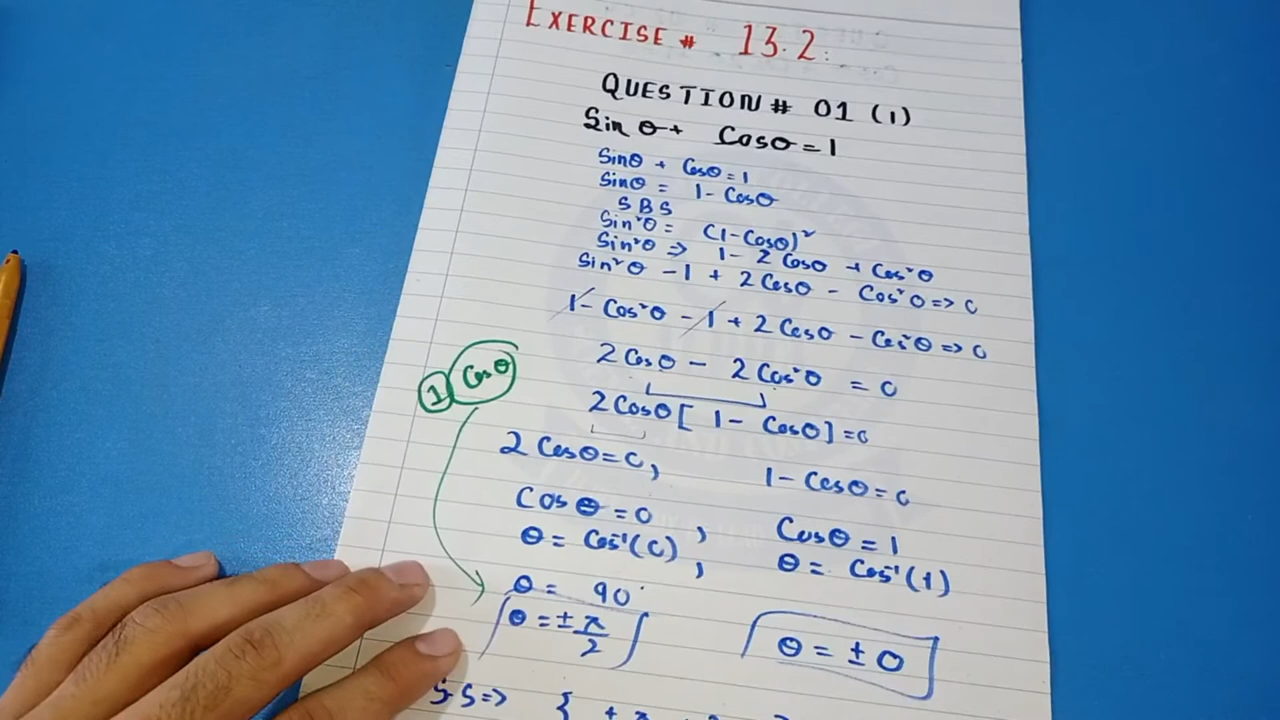 EXERCISE # 13.2:
QUESTION # 01 (1)
Sin θ + Cosθ = 1
Sinθ + Cosθ = 1
Sinθ = 1 - Cosθ
SBS
Sin²θ = (1-Cosθ)²
Sin²θ => 1 - 2 Cosθ + Cos²θ
Sin²θ - 1 + 2 Cosθ - Cos²θ => 0
1 - Cos²θ - 1 + 2 Cosθ - Cos²θ => 0
2 Cosθ - 2 Cos²θ = 0
1 Cosθ
2 Cosθ [ 1 - Cosθ ] = 0
2 Cosθ = 0, 1 - Cosθ = 0
Cos θ = 0 , Cosθ = 1
θ = Cos⁻¹(0) , θ = Cos⁻¹(1)
θ = 90°
θ = ± π/2 θ = ± 0
S.S => {